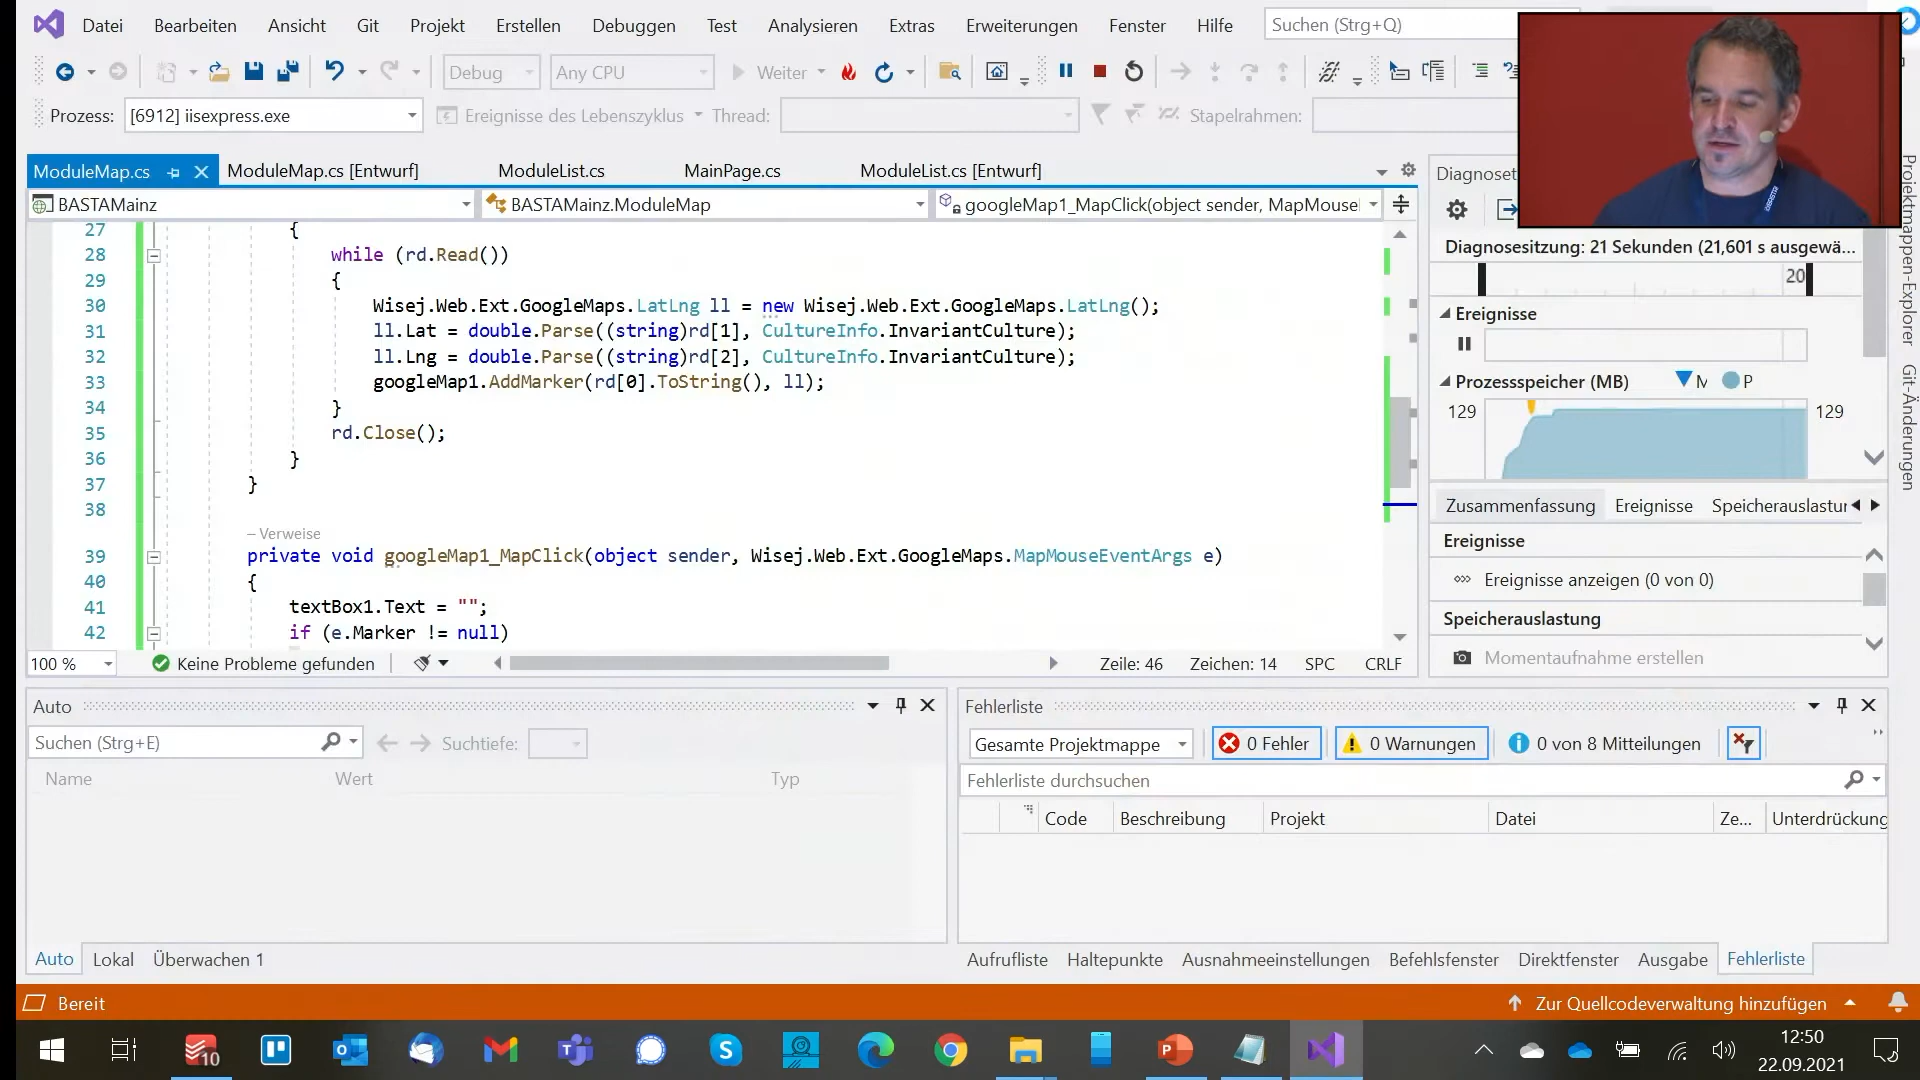 Datei Bearbeiten Ansicht Git Projekt Erstellen Debuggen Test Analysieren Extras Erweiterungen Fenster Hilfe Suchen (Strg+Q)
Debug Any CPU Weiter
Prozess: [6912] iisexpress.exe Ereignisse des Lebenszyklus Thread: Stapelrahmen:
ModuleMap.cs ModuleMap.cs [Entwurf] ModuleList.cs MainPage.cs ModuleList.cs [Entwurf]
BASTAMainz BASTAMainz.ModuleMap googleMap1_MapClick(object sender, MapMouseI
27 {
28 while (rd.Read())
29 {
30 Wisej.Web.Ext.GoogleMaps.LatLng ll = new Wisej.Web.Ext.GoogleMaps.LatLng();
31 ll.Lat = double.Parse((string)rd[1], CultureInfo.InvariantCulture);
32 ll.Lng = double.Parse((string)rd[2], CultureInfo.InvariantCulture);
33 googleMap1.AddMarker(rd[0].ToString(), ll);
34 }
35 rd.Close();
36 }
37 }
38
– Verweise
39 private void googleMap1_MapClick(object sender, Wisej.Web.Ext.GoogleMaps.MapMouseEventArgs e)
40 {
41 textBox1.Text = "";
42 if (e.Marker != null)
100 % Keine Probleme gefunden Zeile: 46 Zeichen: 14 SPC CRLF
Diagnoset
Diagnosesitzung: 21 Sekunden (21,601 s ausgewä...
20
Ereignisse
Prozessspeicher (MB) M P
129 129
Zusammenfassung Ereignisse Speicherauslastur
Ereignisse
Ereignisse anzeigen (0 von 0)
Speicherauslastung
Momentaufnahme erstellen
Projektmappen-Explorer
Git-Änderungen
Auto
Suchen (Strg+E) Suchtiefe:
Name Wert Typ
Auto Lokal Überwachen 1
Fehlerliste
Gesamte Projektmappe 0 Fehler 0 Warnungen 0 von 8 Mitteilungen
Fehlerliste durchsuchen
Code Beschreibung Projekt Datei Ze... Unterdrückung
Aufrufliste Haltepunkte Ausnahmeeinstellungen Befehlsfenster Direktfenster Ausgabe Fehlerliste
Bereit Zur Quellcodeverwaltung hinzufügen
10
12:50
22.09.2021